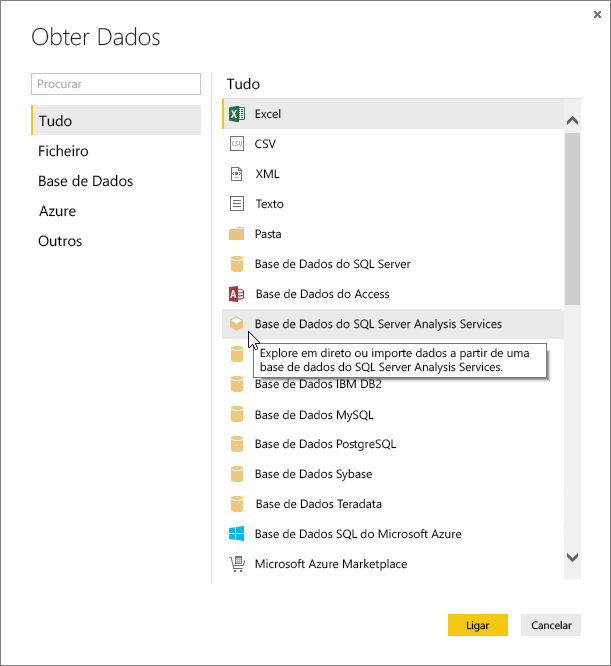 Obter Dados
Procurar
Tudo
Ficheiro
Base de Dados
Azure
Outros
Tudo
Excel
CSV
XML
Texto
Pasta
Base de Dados do SQL Server
Base de Dados do Access
Base de Dados do SQL Server Analysis Services
Explore em direto ou importe dados a partir de uma
base de dados do SQL Server Analysis Services.
Base de Dados IBM DB2
Base de Dados MySQL
Base de Dados PostgreSQL
Base de Dados Sybase
Base de Dados Teradata
Base de Dados SQL do Microsoft Azure
Microsoft Azure Marketplace
Ligar
Cancelar